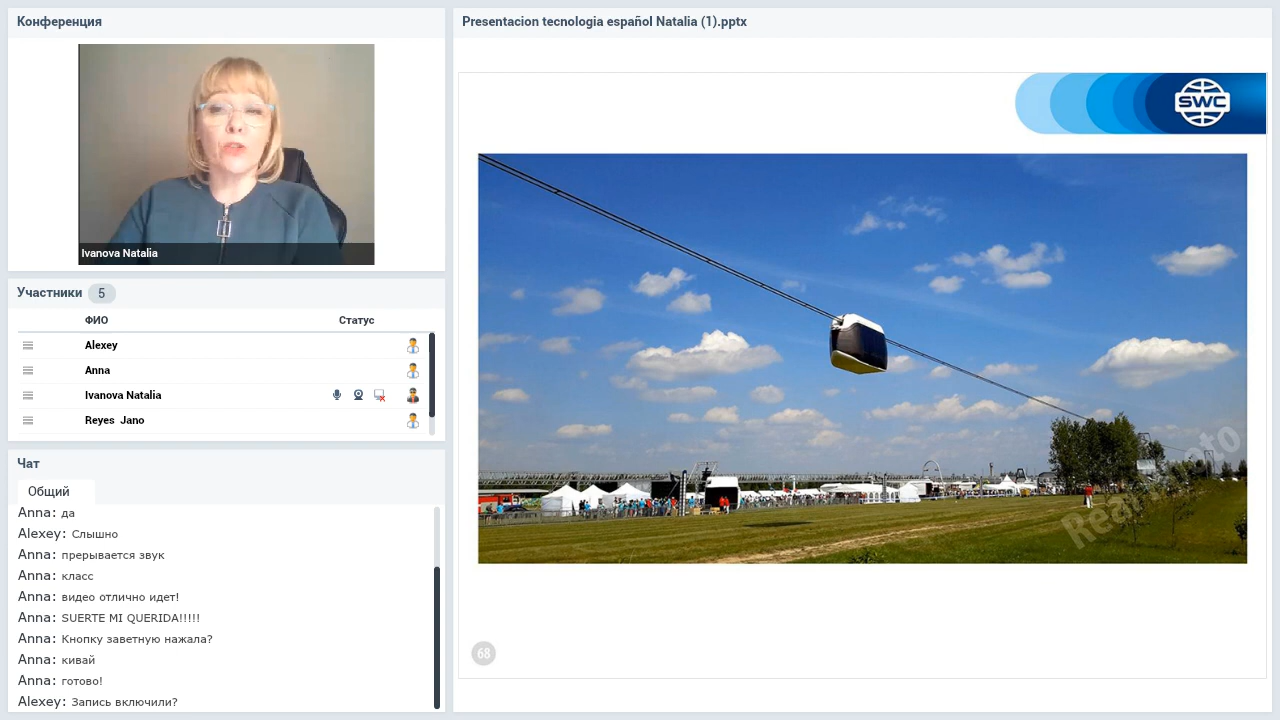 Конференция
Ivanova Natalia
Участники 5
ФИО Статус
Alexey
Anna
Ivanova Natalia
Reyes Jano
Чат
Общий
Anna: да
Alexey: Слышно
Anna: прерывается звук
Anna: класс
Anna: видео отлично идет!
Anna: SUERTE MI QUERIDA!!!!!
Anna: Кнопку заветную нажала?
Anna: кивай
Anna: готово!
Alexey: Запись включили?
Presentacion tecnologia español Natalia (1).pptx
SWC
68